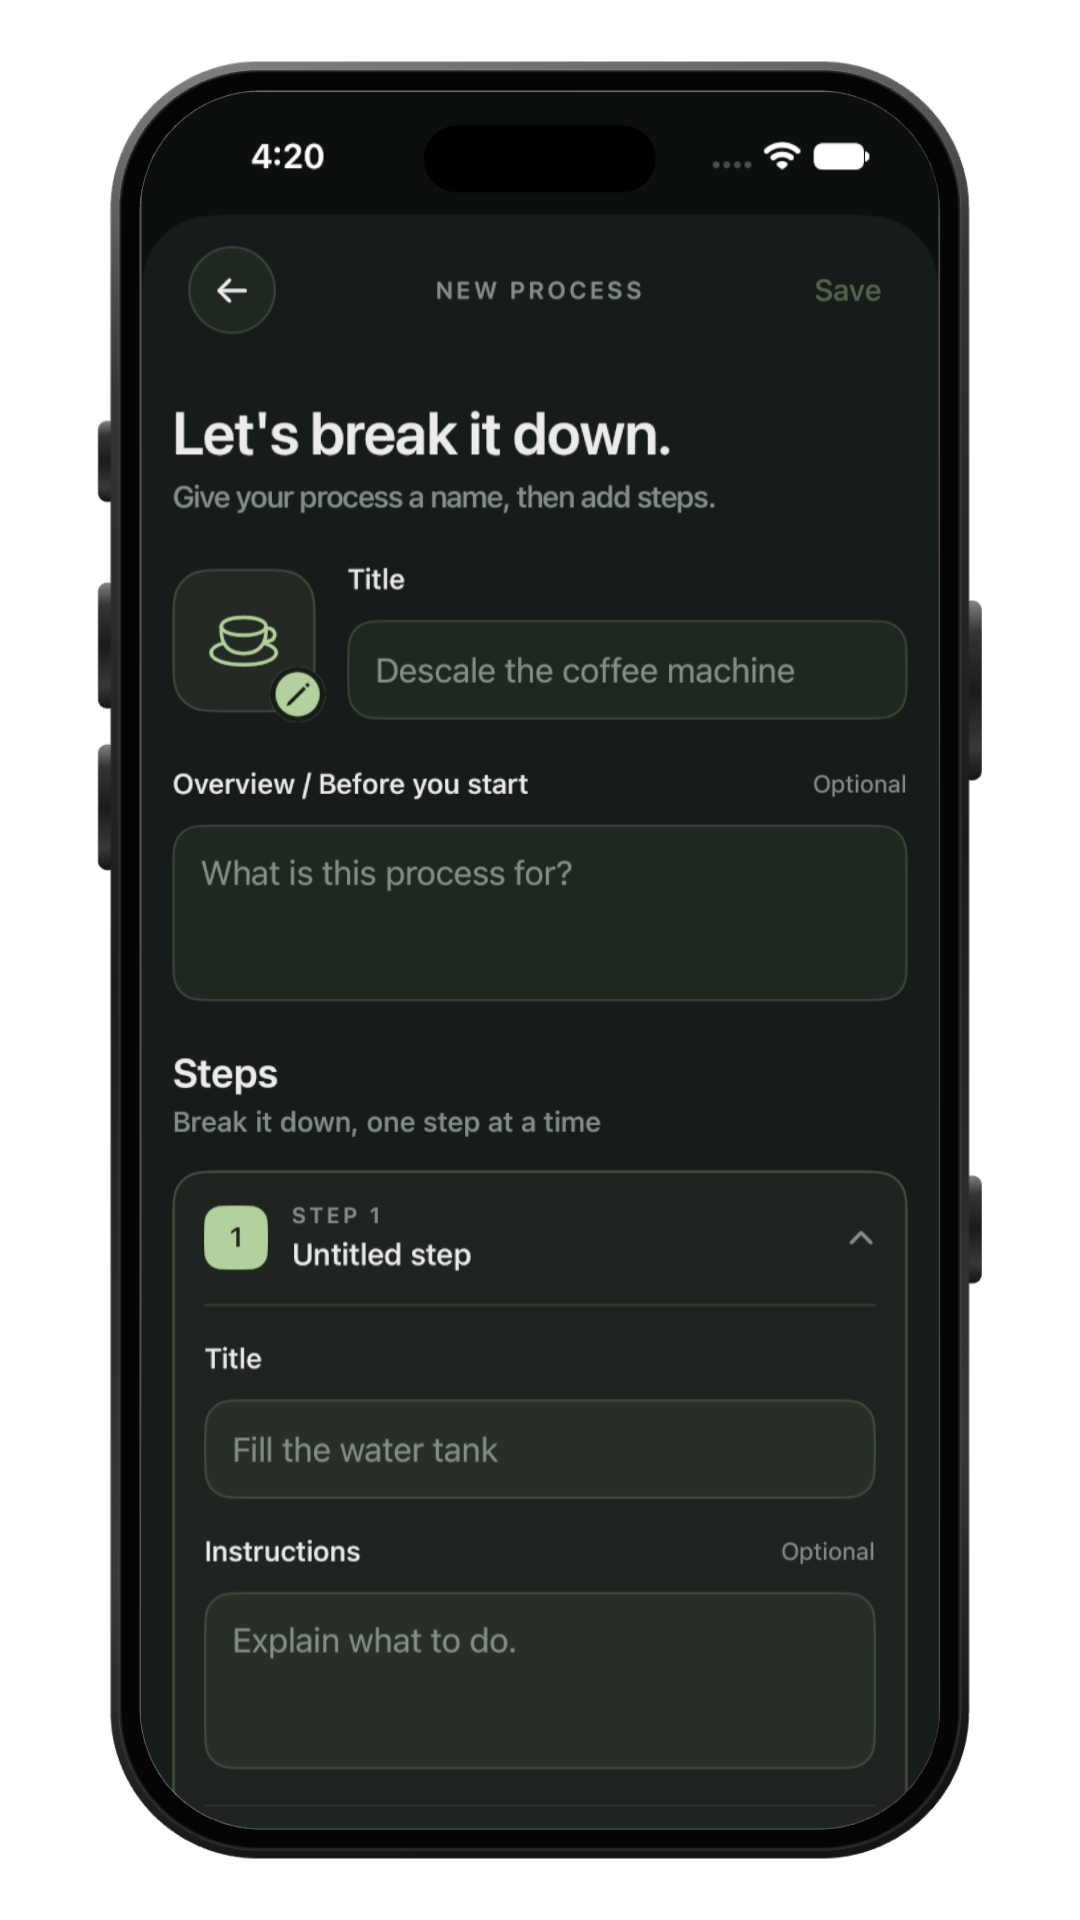 4:20
NEW PROCESS
Save
Let's break it down.
Give your process a name, then add steps.
Title
Descale the coffee machine
Overview / Before you start
Optional
What is this process for?
Steps
Break it down, one step at a time
1
STEP 1
Untitled step
Title
Fill the water tank
Instructions
Optional
Explain what to do.